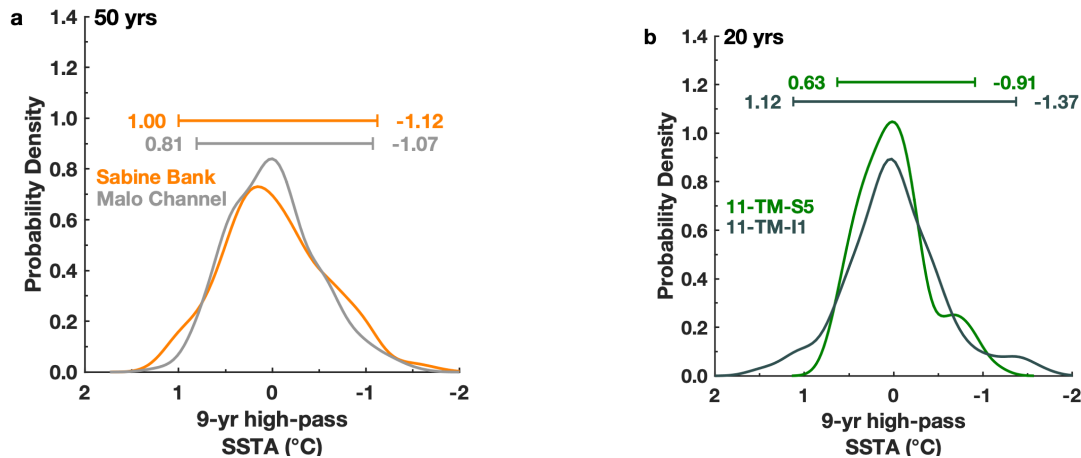 a
50 yrs
1.4
1.2
1.0
0.8
0.6
0.4
0.2
0.0
Probability Density
1.00 -1.12
0.81 -1.07
Sabine Bank
Malo Channel
2 1 0 -1 -2
9-yr high-pass
SSTA (°C)
b
20 yrs
1.4
1.2
1.0
0.8
0.6
0.4
0.2
0.0
Probability Density
0.63 -0.91
1.12 -1.37
11-TM-S5
11-TM-I1
2 1 0 -1 -2
9-yr high-pass
SSTA (°C)